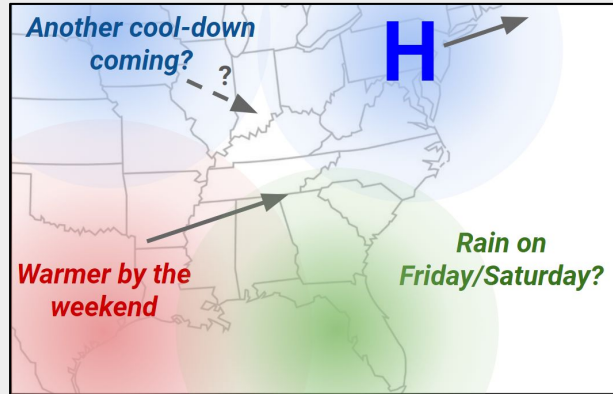 Another cool-down
coming?
?
H
Rain on
Friday/Saturday?
Warmer by the
weekend